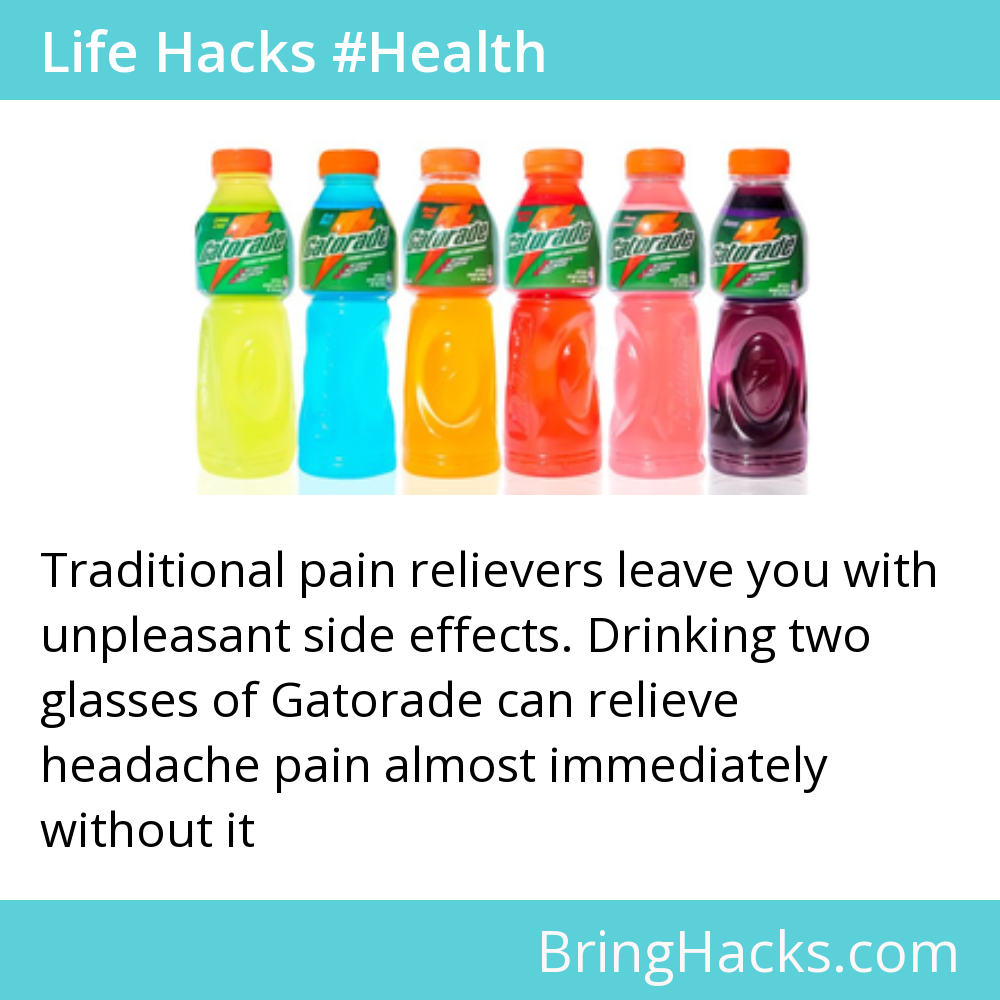 Life Hacks #Health
Gatorade Gatorade Gatorade Gatorade Gatorade Gatorade
Traditional pain relievers leave you with
unpleasant side effects. Drinking two
glasses of Gatorade can relieve
headache pain almost immediately
without it
BringHacks.com